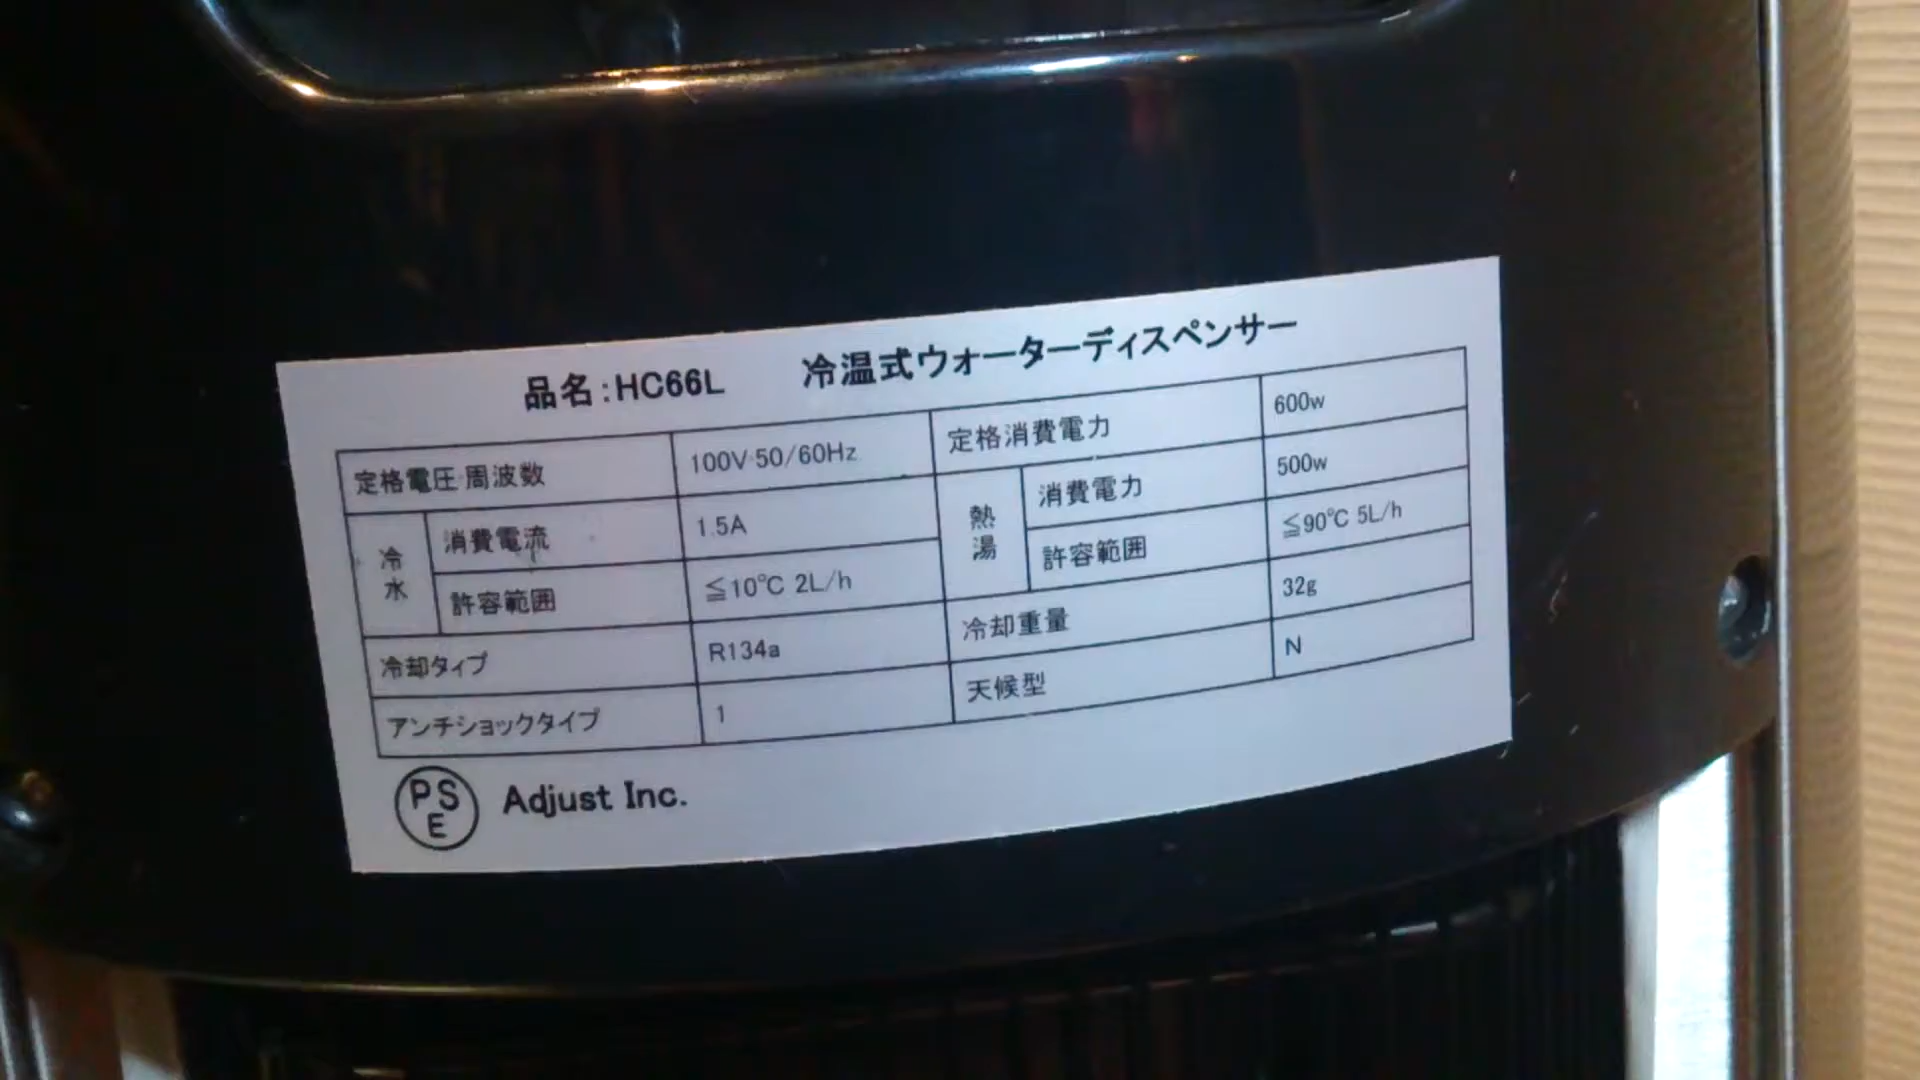 品名:HC66L 冷温式ウォーターディスペンサー
定格電圧・周波数 100V・50/60Hz 定格消費電力 600w
冷水 消費電流 1.5A 熱湯 消費電力 500w
許容範囲 ≦10℃ 2L/h 許容範囲 ≦90℃ 5L/h
冷却タイプ R134a 冷却重量 32g
アンチショックタイプ 1 天候型 N
PSE Adjust Inc.